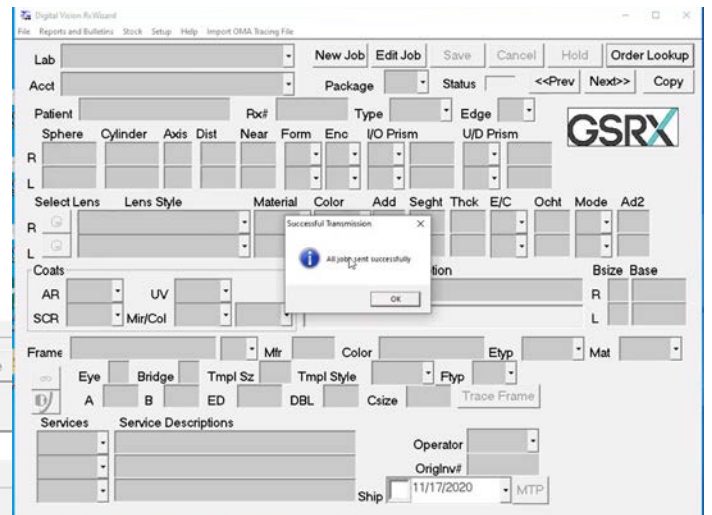 Digital Vision RxWizard
File Reports and Bulletins Stock Setup Help Import OMA Tracing File
Lab New Job Edit Job Save Cancel Hold Order Lookup
Acct Package Status <<Prev Next>> Copy
Patient Rx# Type Edge
GSRX
Sphere Cylinder Axis Dist Near Form Enc I/O Prism U/D Prism
R
L
Select Lens Lens Style Material Color Add Seght Thck E/C Ocht Mode Ad2
R
L
Successful Transmission
All jobs sent successfully
OK
Coats Bsize Base
AR UV R
SCR Mir/Col L
Frame Mfr Color Etyp Mat
Eye Bridge Tmpl Sz Tmpl Style Ftyp
A B ED DBL Csize Trace Frame
Services Service Descriptions
Operator
OrigInv#
Ship 11/17/2020 MTP